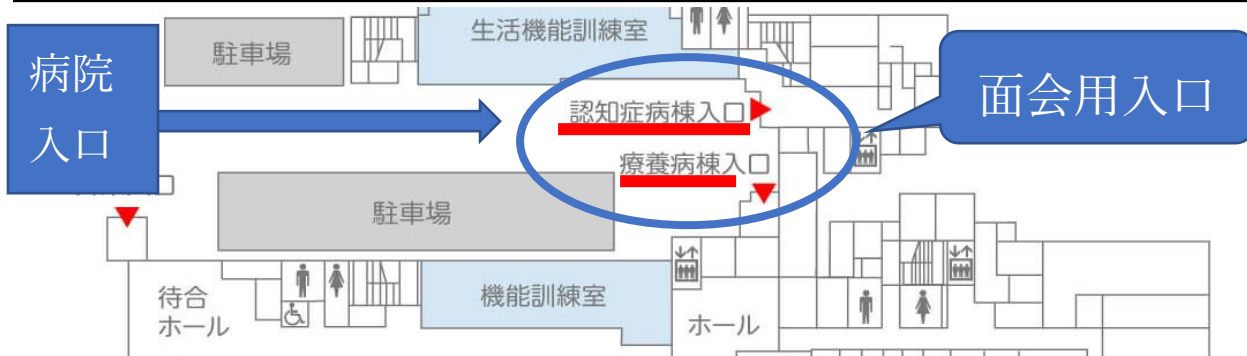 生活機能訓練室
駐車場
病院
入口
面会用入口
認知症病棟入口
療養病棟入口
駐車場
待合
ホール
機能訓練室
ホール